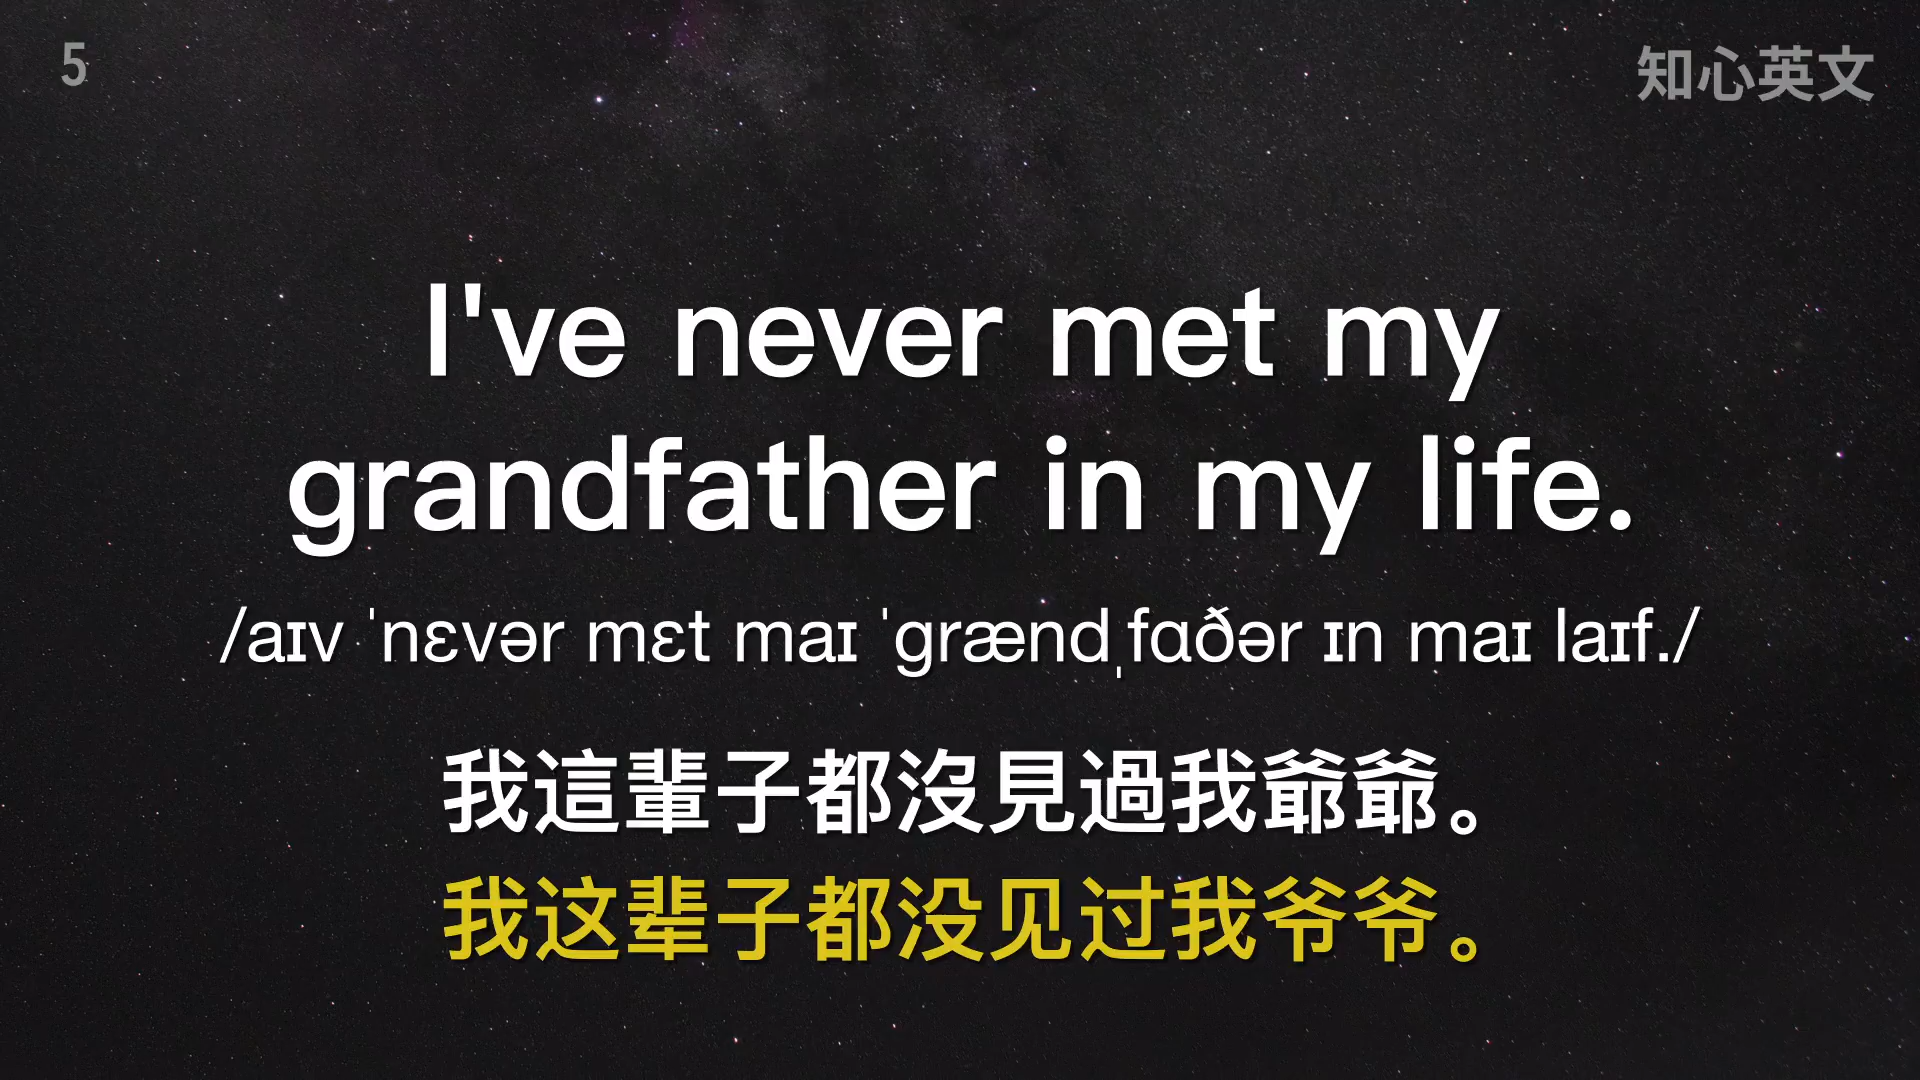 5
知心英文
I've never met my
grandfather in my life.
/aɪv ˈnɛvər mɛt maɪ ˈɡrændˌfɑðər ɪn maɪ laɪf./
我這輩子都沒見過我爺爺。
我这辈子都没见过我爷爷。